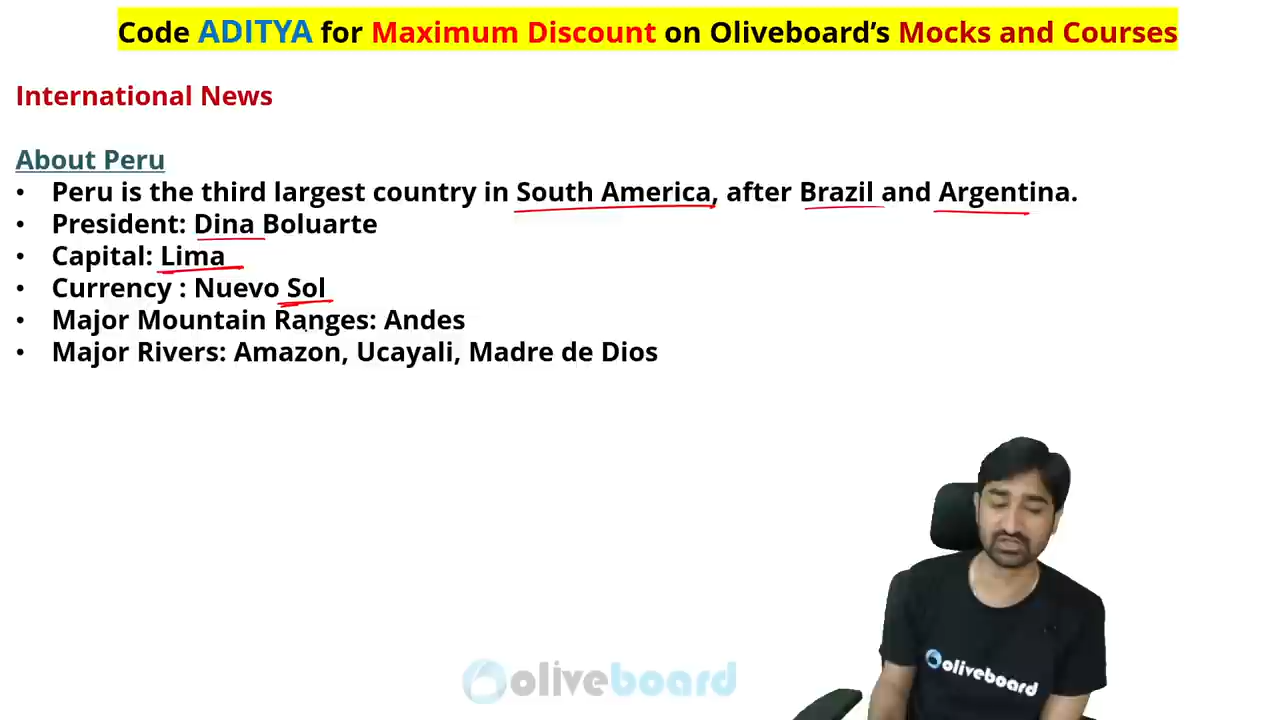 Code ADITYA for Maximum Discount on Oliveboard's Mocks and Courses
International News
About Peru
• Peru is the third largest country in South America, after Brazil and Argentina.
• President: Dina Boluarte
• Capital: Lima
• Currency : Nuevo Sol
• Major Mountain Ranges: Andes
• Major Rivers: Amazon, Ucayali, Madre de Dios
oliveboard
oliveboard